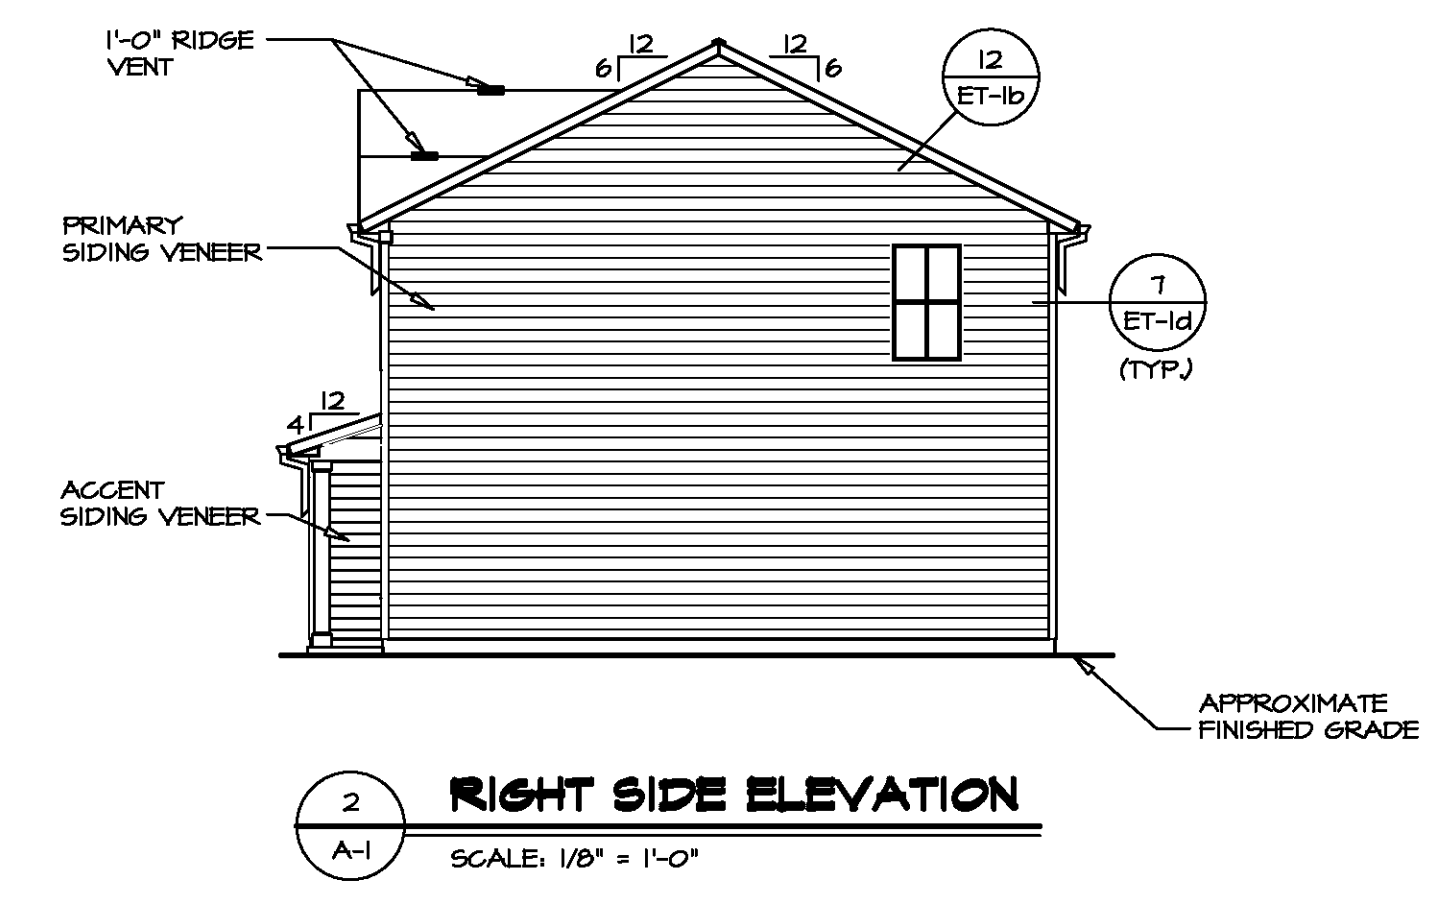 1'-0" RIDGE
VENT
12
6
12
6
12
ET-1b
PRIMARY
SIDING VENEER
7
ET-1d
(TYP.)
12
4
ACCENT
SIDING VENEER
APPROXIMATE
FINISHED GRADE
2
A-1
RIGHT SIDE ELEVATION
SCALE: 1/8" = 1'-0"